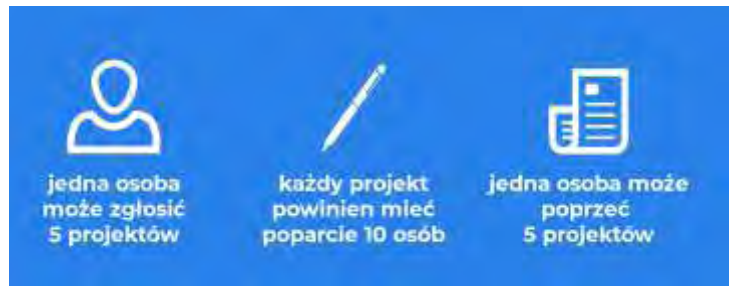 jedna osoba
może zgłosić
5 projektów
każdy projekt
powinien mieć
poparcie 10 osób
jedna osoba może
poprzeć
5 projektów